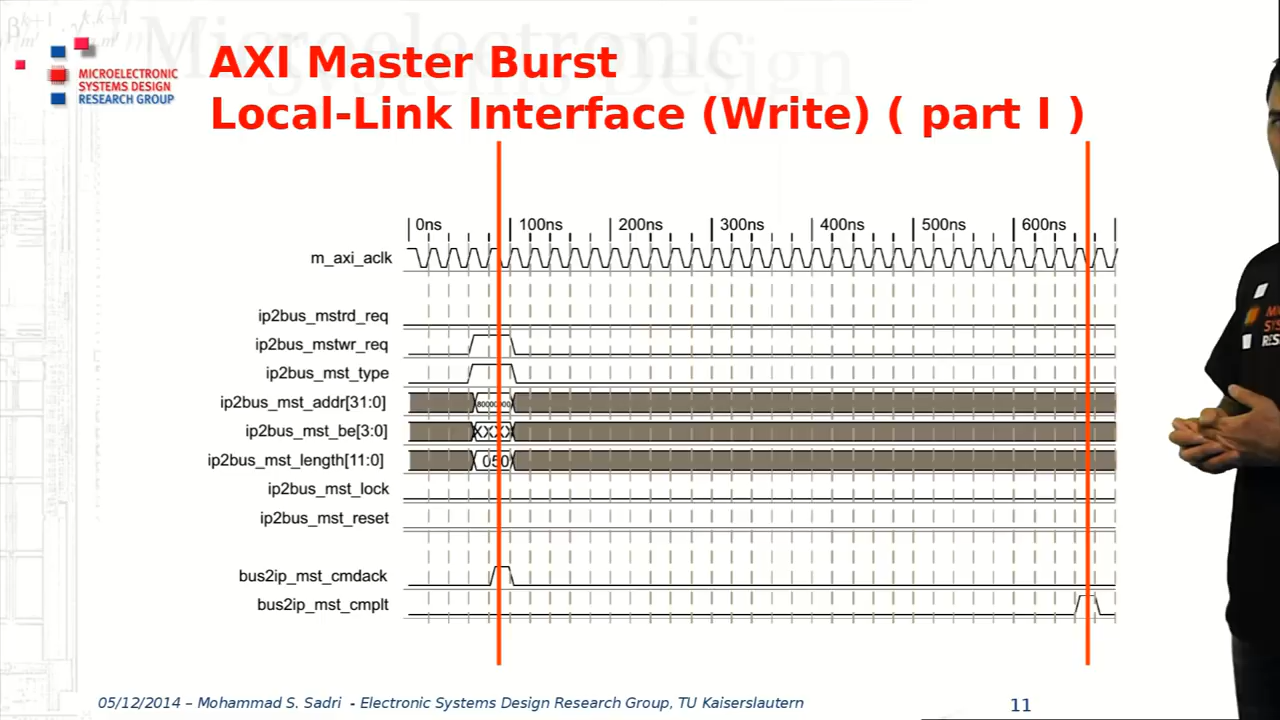 AXI Master Burst
Local-Link Interface (Write) ( part I )
MICROELECTRONIC
SYSTEMS DESIGN
RESEARCH GROUP
0ns 100ns 200ns 300ns 400ns 500ns 600ns
m_axi_aclk
ip2bus_mstrd_req
ip2bus_mstwr_req
ip2bus_mst_type
ip2bus_mst_addr[31:0]
ip2bus_mst_be[3:0]
ip2bus_mst_length[11:0] 050
ip2bus_mst_lock
ip2bus_mst_reset
bus2ip_mst_cmdack
bus2ip_mst_cmplt
05/12/2014 – Mohammad S. Sadri - Electronic Systems Design Research Group, TU Kaiserslautern
11